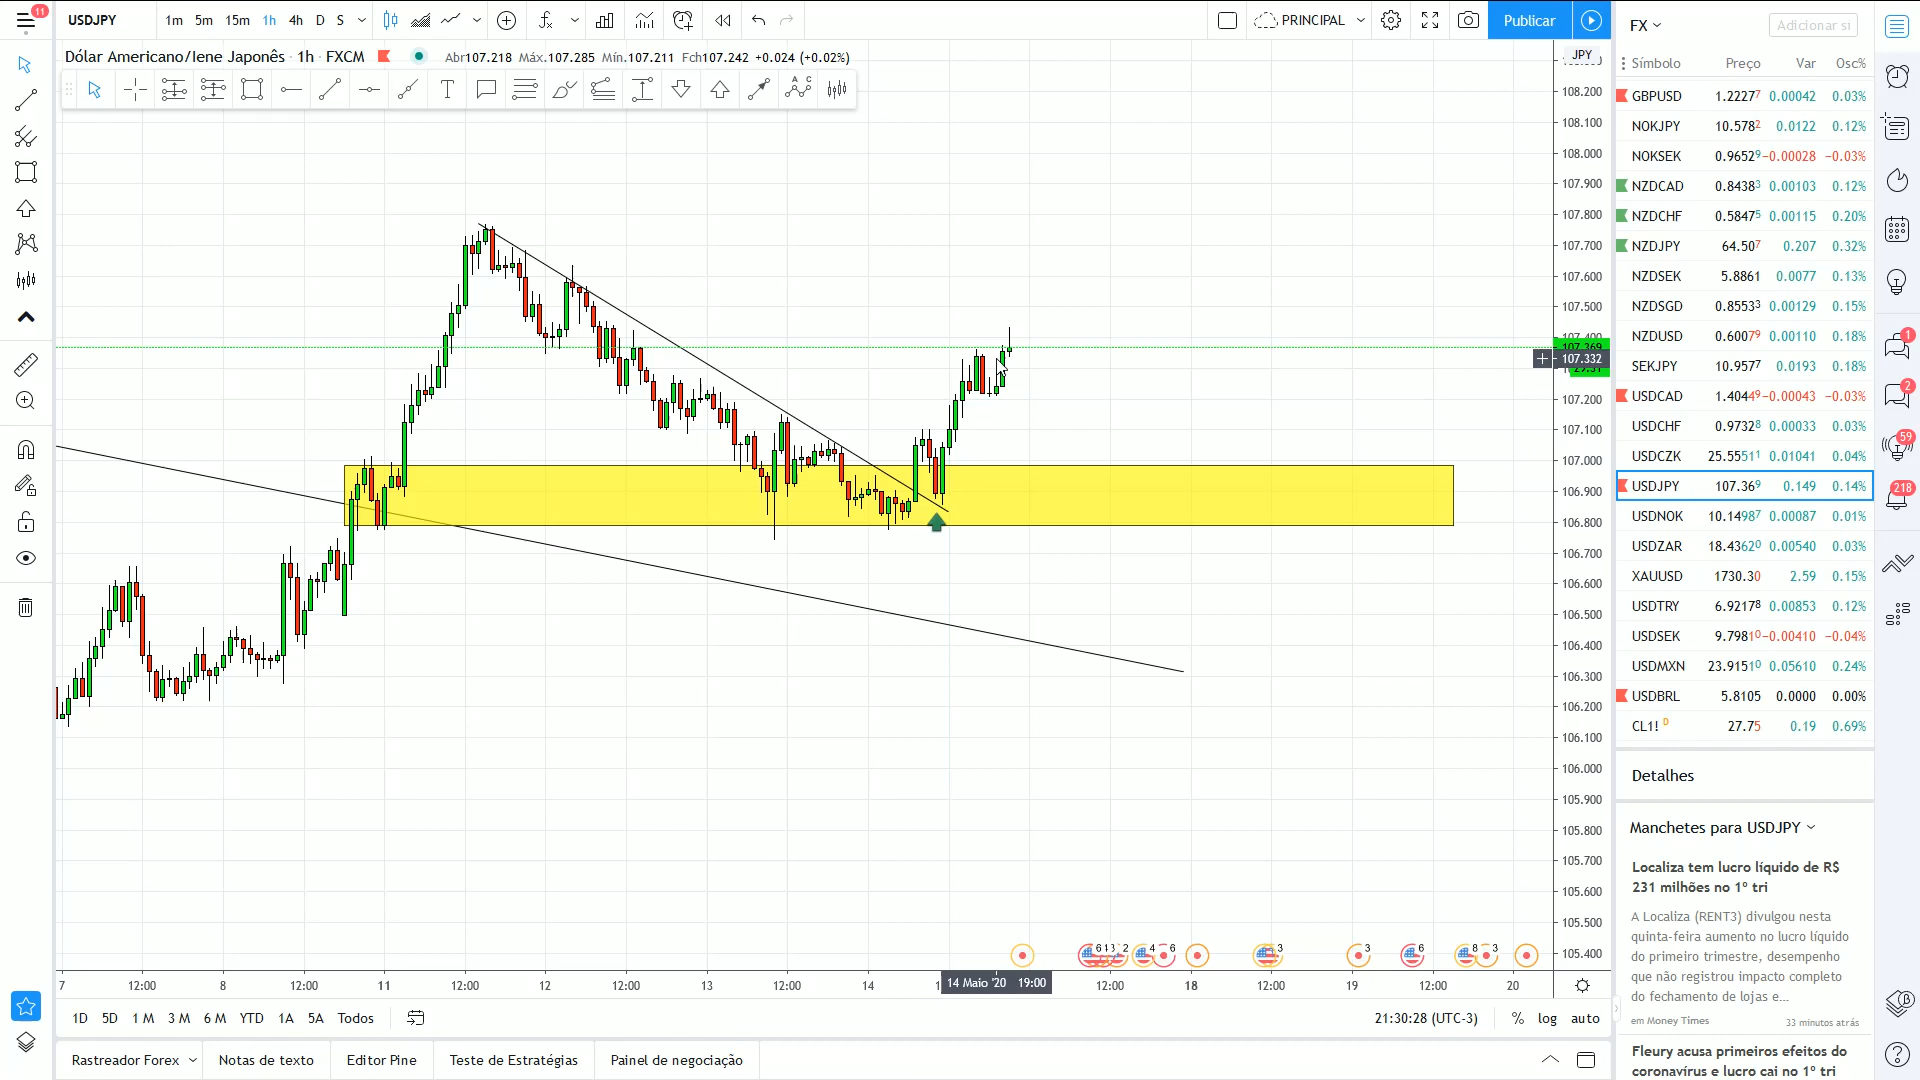 11
USDJPY
1m 5m 15m 1h 4h D S
PRINCIPAL
Publicar
Dólar Americano/Iene Japonês · 1h · FXCM
Abr107.218 Máx.107.285 Mín.107.211 Fch107.242 +0.024 (+0.02%)
JPY
108.200
108.100
108.000
107.900
107.800
107.700
107.600
107.500
107.369
107.332
107.200
107.100
107.000
106.900
106.800
106.700
106.600
106.500
106.400
106.300
106.200
106.100
106.000
105.900
105.800
105.700
105.600
105.500
105.400
7 12:00 8 12:00 11 12:00 12 12:00 13 12:00 14 14 Maio '20 19:00 12:00 18 12:00 19 12:00 20
1D 5D 1 M 3 M 6 M YTD 1A 5A Todos
21:30:28 (UTC-3) % log auto
Rastreador Forex Notas de texto Editor Pine Teste de Estratégias Painel de negociação
FX
Adicionar sí
Símbolo Preço Var Osc%
GBPUSD 1.22277 0.00042 0.03%
NOKJPY 10.5782 0.0122 0.12%
NOKSEK 0.96529 −0.00028 −0.03%
NZDCAD 0.84383 0.00103 0.12%
NZDCHF 0.58475 0.00115 0.20%
NZDJPY 64.507 0.207 0.32%
NZDSEK 5.8861 0.0077 0.13%
NZDSGD 0.85533 0.00129 0.15%
NZDUSD 0.60079 0.00110 0.18%
SEKJPY 10.9577 0.0193 0.18%
USDCAD 1.40449 −0.00043 −0.03%
USDCHF 0.97328 0.00033 0.03%
USDCZK 25.55511 0.01041 0.04%
USDJPY 107.369 0.149 0.14%
USDNOK 10.14987 0.00087 0.01%
USDZAR 18.43620 0.00540 0.03%
XAUUSD 1730.30 2.59 0.15%
USDTRY 6.92178 0.00853 0.12%
USDSEK 9.79810 −0.00410 −0.04%
USDMXN 23.91510 0.05610 0.24%
USDBRL 5.8105 0.0000 0.00%
CL1! D 27.75 0.19 0.69%
Detalhes
Manchetes para USDJPY
Localiza tem lucro líquido de R$
231 milhões no 1º tri
A Localiza (RENT3) divulgou nesta
quinta-feira aumento no lucro líquido
do primeiro trimestre, desempenho
que não registrou impacto completo
do fechamento de lojas e...
em Money Times 33 minutos atrás
Fleury acusa primeiros efeitos do
coronavírus e lucro cai no 1º tri
1
2
59
218